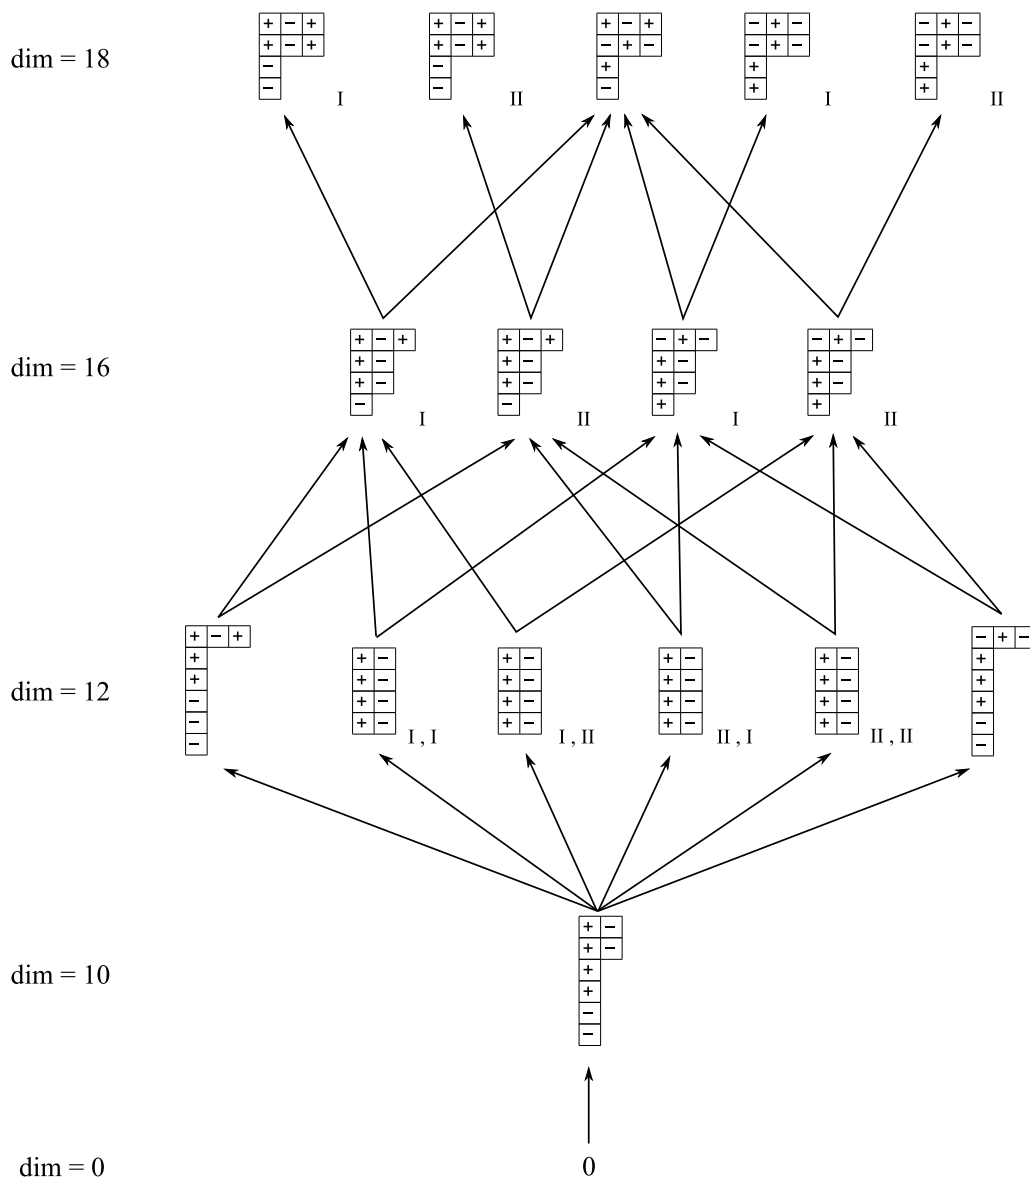 + - + + - + + - + - + - - + -
dim = 18 + - + + - + - + - - + - - + -
- - + + +
- - - + +
I II I II
+ - + + - + - + - - + -
dim = 16 + - + - + - + -
+ - + - + - + -
- - + +
I II I II
+ - + - + -
+ + - + - + - + - +
dim = 12 + + - + - + - + - +
- + - + - + - + - +
- + - + - + - + - -
- I , I I , II II , I II , II -
+ -
+ -
dim = 10 +
+
-
-
dim = 0 0